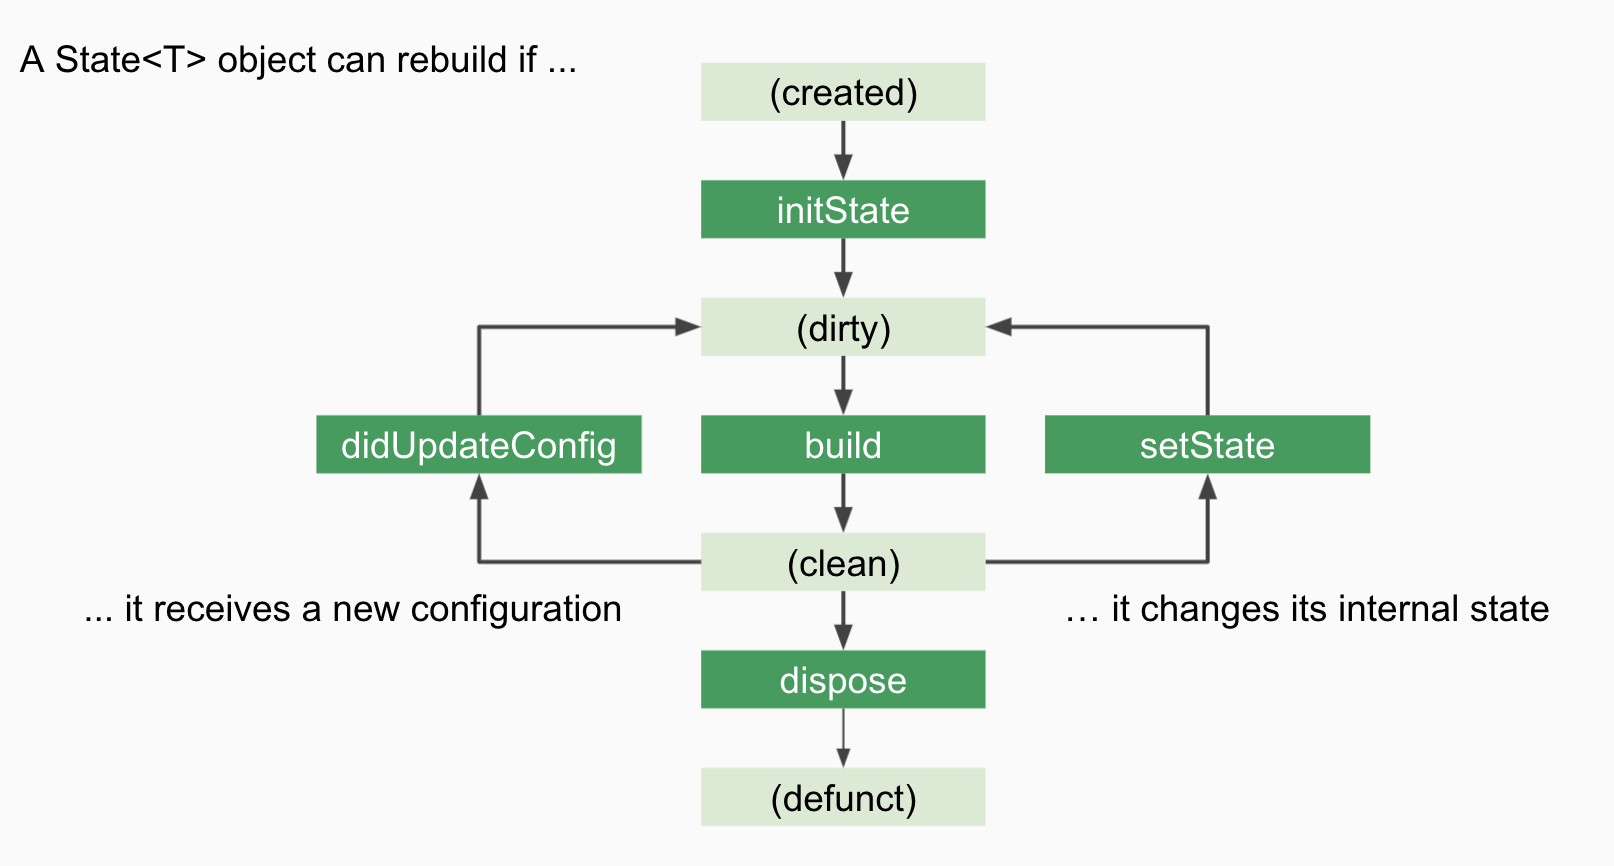 A State<T> object can rebuild if ...
(created)
initState
(dirty)
didUpdateConfig
build
setState
(clean)
... it receives a new configuration
… it changes its internal state
dispose
(defunct)